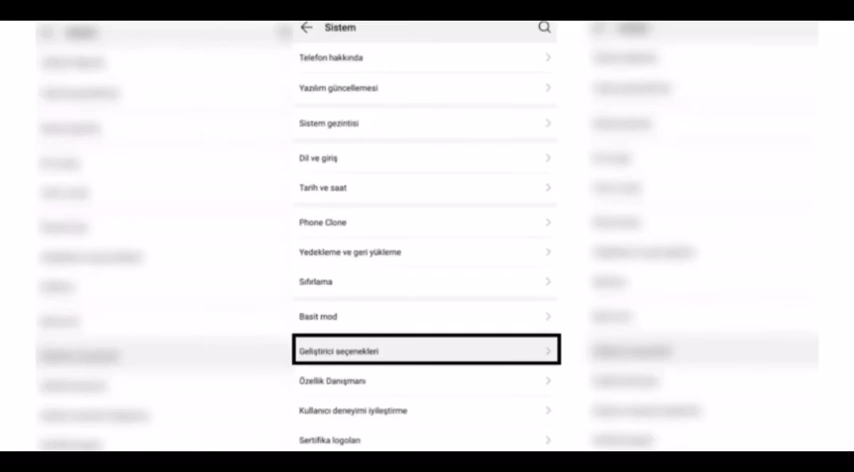 Sistem
Telefon hakkında
Yazılım güncellemesi
Sistem gezintisi
Dil ve giriş
Tarih ve saat
Phone Clone
Yedekleme ve geri yükleme
Sıfırlama
Basit mod
Geliştirici seçenekleri
Özellik Danışmanı
Kullanıcı deneyimi iyileştirme
Sertifika logoları